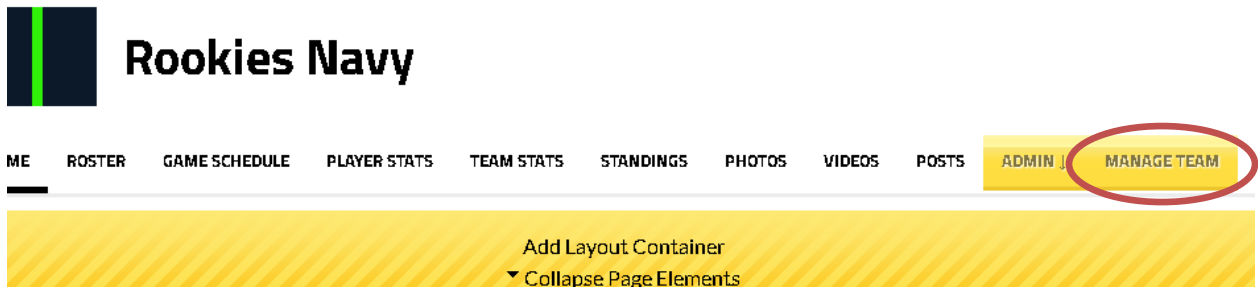 Rookies Navy
ME ROSTER GAME SCHEDULE PLAYER STATS TEAM STATS STANDINGS PHOTOS VIDEOS POSTS ADMIN MANAGE TEAM
Add Layout Container
Collapse Page Elements